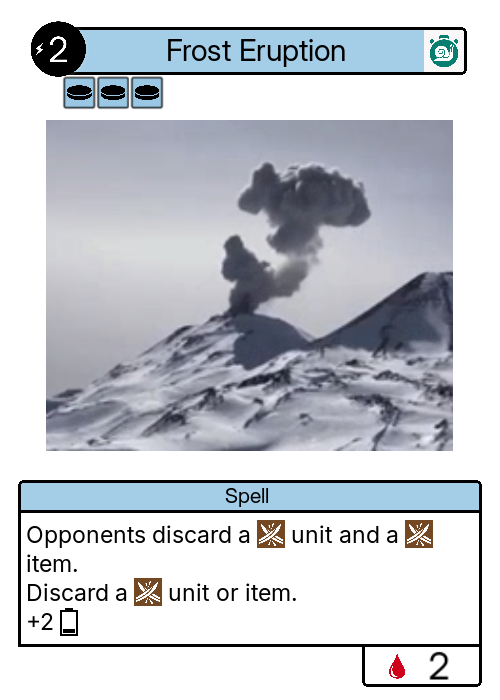 2
Frost Eruption
Spell
Opponents discard a unit and a
item.
Discard a unit or item.
+2
2